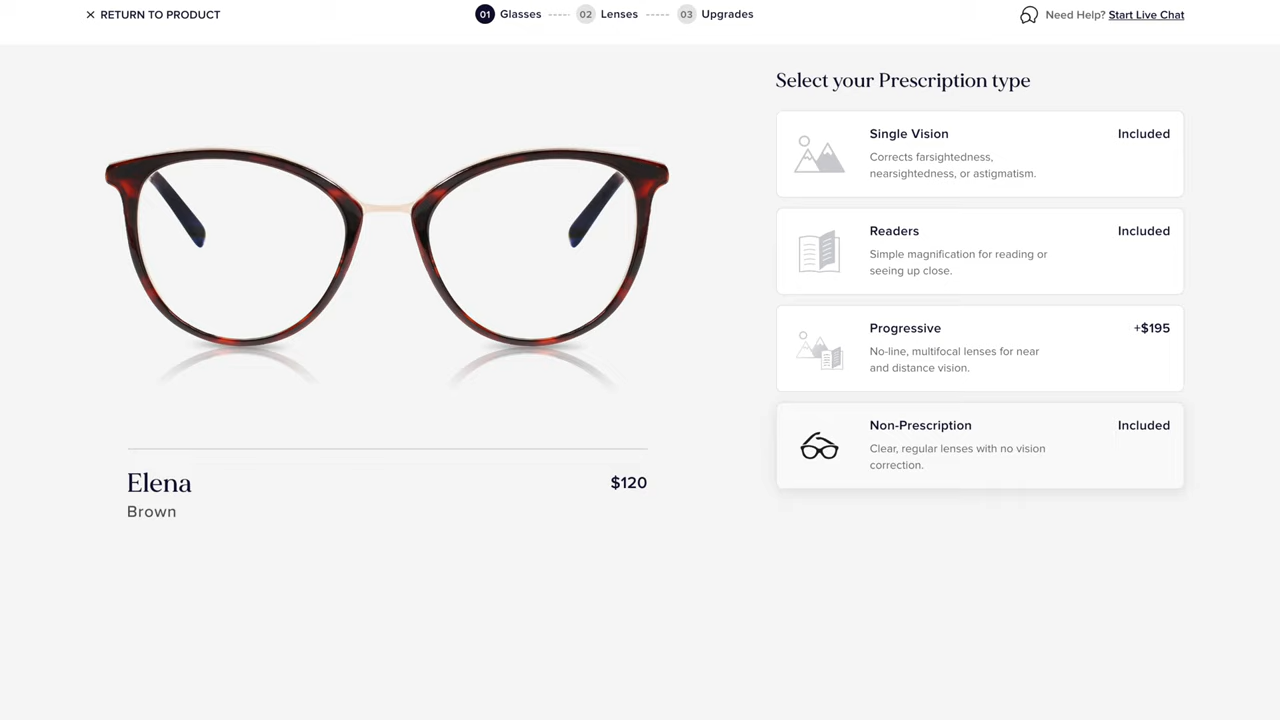 × RETURN TO PRODUCT
01 Glasses 02 Lenses 03 Upgrades
Need Help? Start Live Chat
Select your Prescription type
Single Vision Included
Corrects farsightedness,
nearsightedness, or astigmatism.
Readers Included
Simple magnification for reading or
seeing up close.
Progressive +$195
No-line, multifocal lenses for near
and distance vision.
Non-Prescription Included
Clear, regular lenses with no vision
correction.
Elena $120
Brown